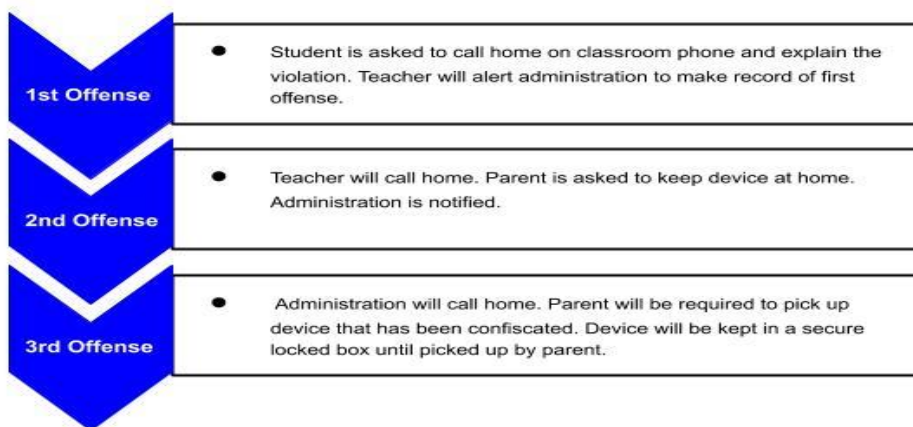 1st Offense
● Student is asked to call home on classroom phone and explain the
violation. Teacher will alert administration to make record of first
offense.
2nd Offense
● Teacher will call home. Parent is asked to keep device at home.
Administration is notified.
3rd Offense
● Administration will call home. Parent will be required to pick up
device that has been confiscated. Device will be kept in a secure
locked box until picked up by parent.